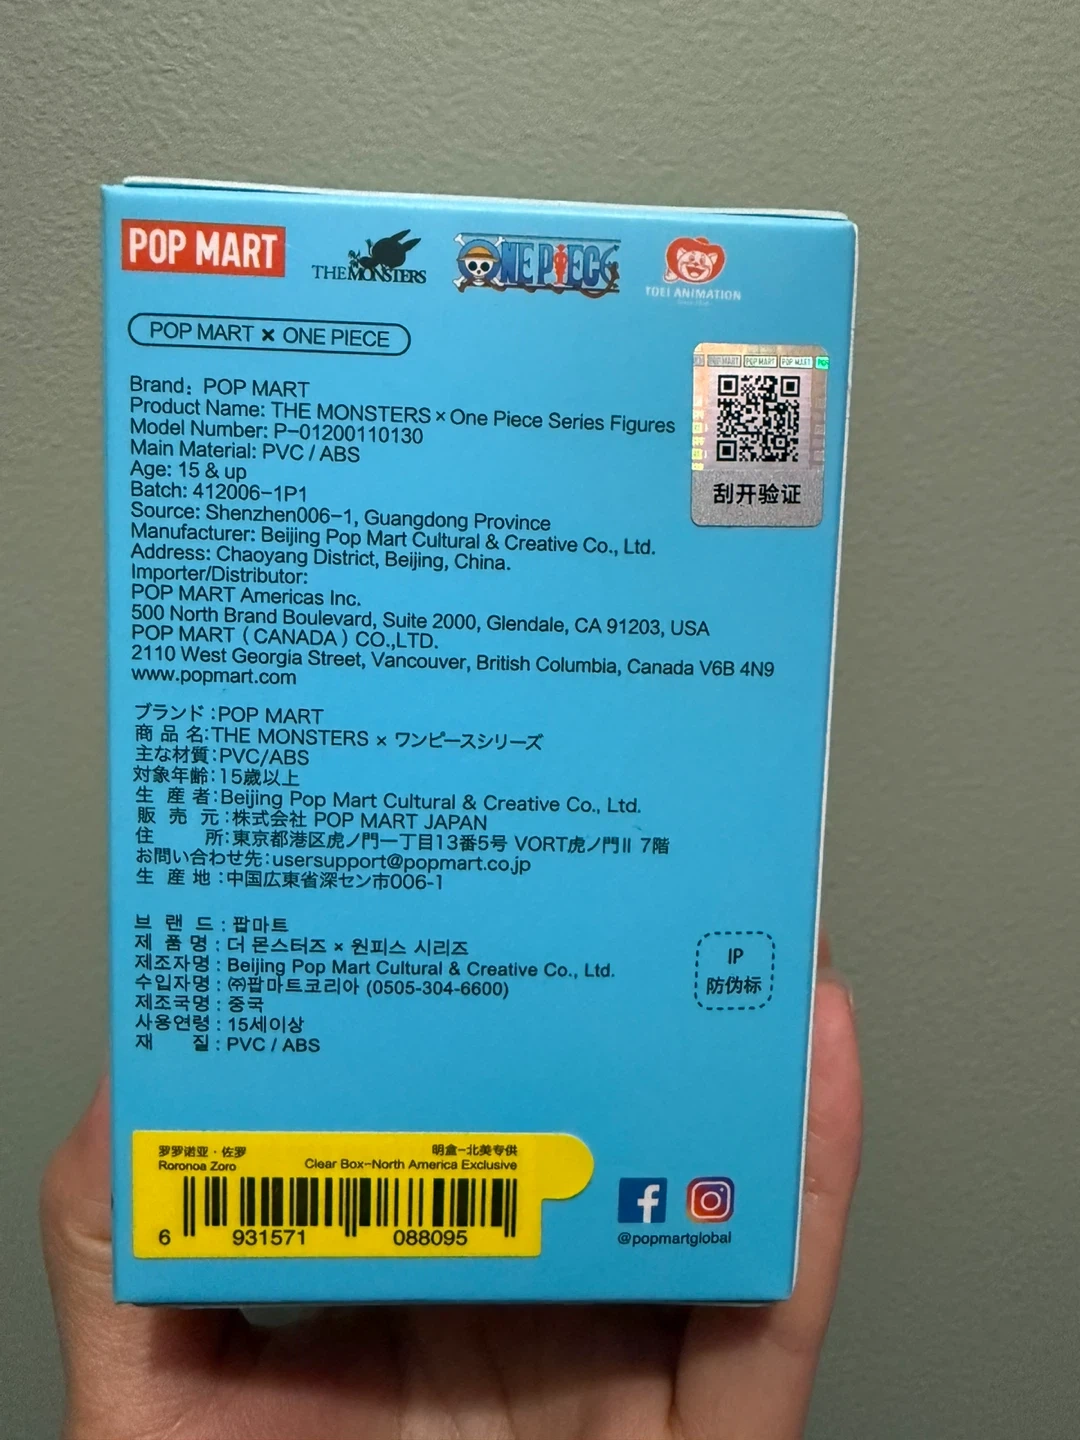 POP MART
THE MONSTERS
ONE PIECE
TOEI ANIMATION
POP MART × ONE PIECE
POP MART POP MART POP MART
刮开验证
Brand: POP MART
Product Name: THE MONSTERS × One Piece Series Figures
Model Number: P-01200110130
Main Material: PVC / ABS
Age: 15 & up
Batch: 412006-1P1
Source: Shenzhen006-1, Guangdong Province
Manufacturer: Beijing Pop Mart Cultural & Creative Co., Ltd.
Address: Chaoyang District, Beijing, China.
Importer/Distributor:
POP MART Americas Inc.
500 North Brand Boulevard, Suite 2000, Glendale, CA 91203, USA
POP MART ( CANADA ) CO.,LTD.
2110 West Georgia Street, Vancouver, British Columbia, Canada V6B 4N9
www.popmart.com
ブランド:POP MART
商 品 名:THE MONSTERS × ワンピースシリーズ
主な材質:PVC/ABS
対象年齢:15歳以上
生 産 者:Beijing Pop Mart Cultural & Creative Co., Ltd.
販 売 元:株式会社 POP MART JAPAN
住 所:東京都港区虎ノ門一丁目13番5号 VORT虎ノ門II 7階
お問い合わせ先:usersupport@popmart.co.jp
生 産 地:中国広東省深セン市006-1
브 랜 드 : 팝마트
제 품 명 : 더 몬스터즈 × 원피스 시리즈
제조자명 : Beijing Pop Mart Cultural & Creative Co., Ltd.
수입자명 : ㈜팝마트코리아 (0505-304-6600)
제조국명 : 중국
사용연령 : 15세이상
재 질 : PVC / ABS
IP
防伪标
罗罗诺亚·佐罗 明盒-北美专供
Roronoa Zoro Clear Box-North America Exclusive
6 931571 088095
@popmartglobal